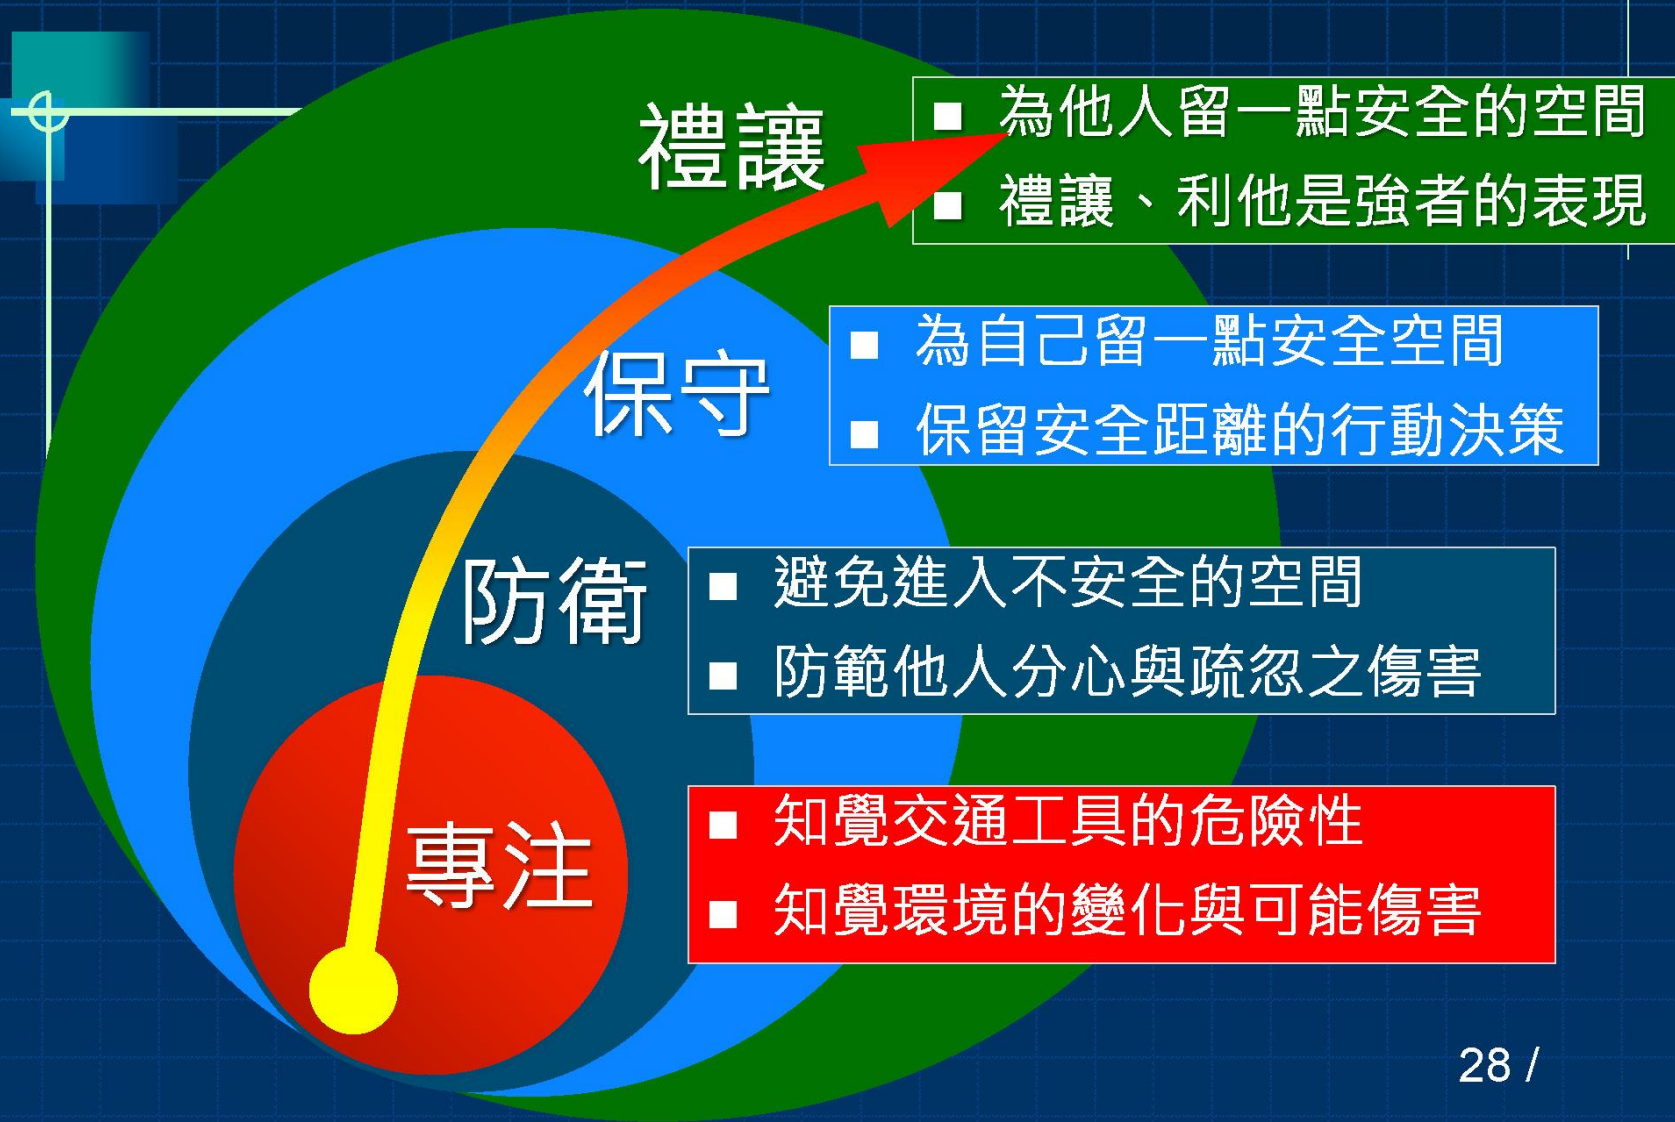 禮讓
■ 為他人留一點安全的空間
■ 禮讓、利他是強者的表現
保守
■ 為自己留一點安全空間
■ 保留安全距離的行動決策
防衛
■ 避免進入不安全的空間
■ 防範他人分心與疏忽之傷害
專注
■ 知覺交通工具的危險性
■ 知覺環境的變化與可能傷害
28 /